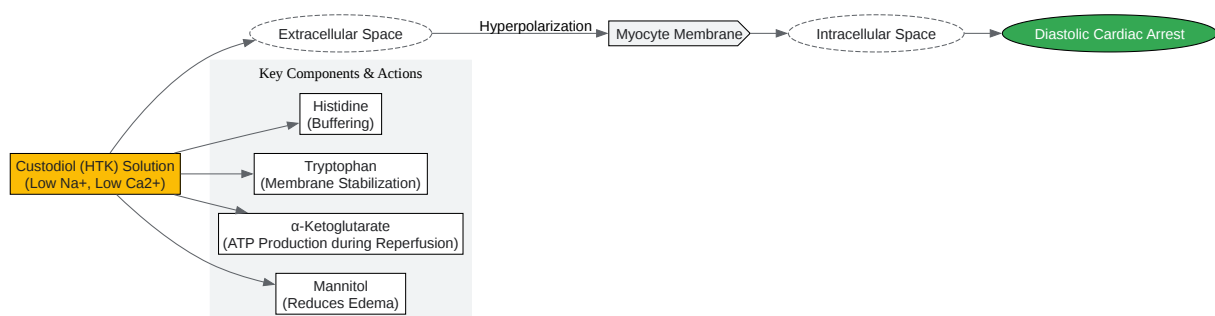 Extracellular Space
Hyperpolarization
Myocyte Membrane
Intracellular Space
Diastolic Cardiac Arrest
Key Components & Actions
Histidine
(Buffering)
Custodiol (HTK) Solution
(Low Na+, Low Ca2+)
Tryptophan
(Membrane Stabilization)
α-Ketoglutarate
(ATP Production during Reperfusion)
Mannitol
(Reduces Edema)